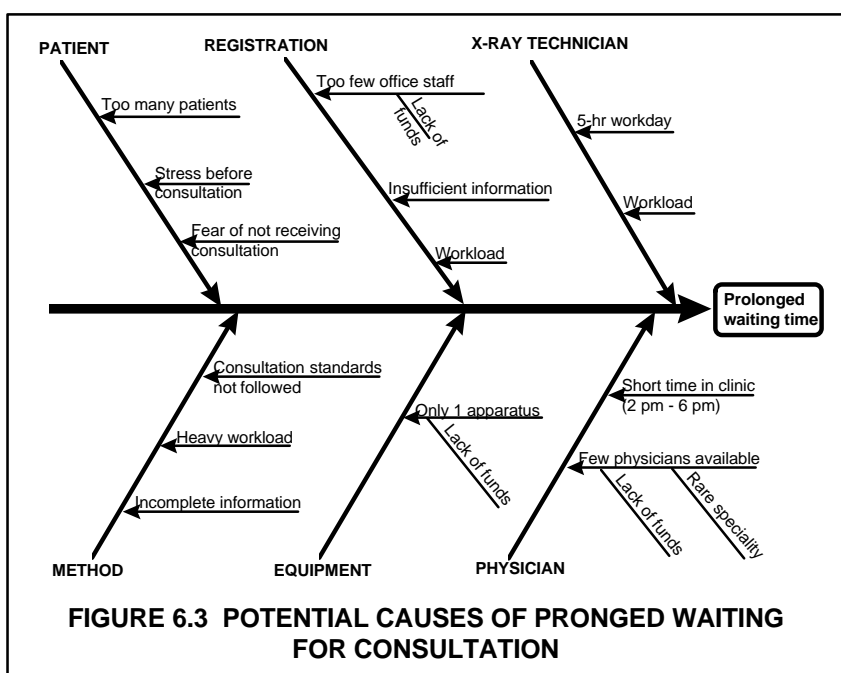 PATIENT
REGISTRATION
X-RAY TECHNICIAN
Too many patients
Stress before
consultation
Fear of not receiving
consultation
Too few office staff
Lack of
funds
Insufficient information
Workload
5-hr workday
Workload
Prolonged
waiting time
Consultation standards
not followed
Heavy workload
Incomplete information
Only 1 apparatus
Lack of funds
Short time in clinic
(2 pm - 6 pm)
Few physicians available
Lack of funds
Rare speciality
METHOD
EQUIPMENT
PHYSICIAN
FIGURE 6.3 POTENTIAL CAUSES OF PRONGED WAITING
FOR CONSULTATION